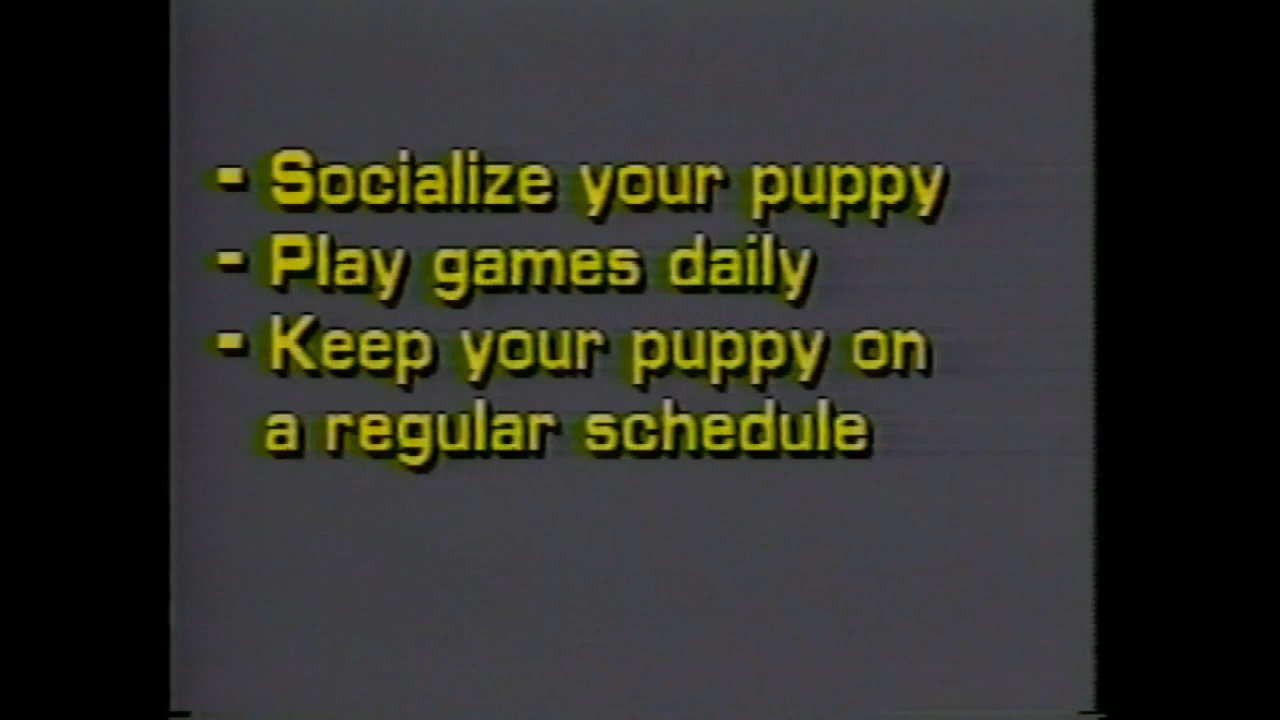 - Socialize your puppy
- Play games daily
- Keep your puppy on
a regular schedule